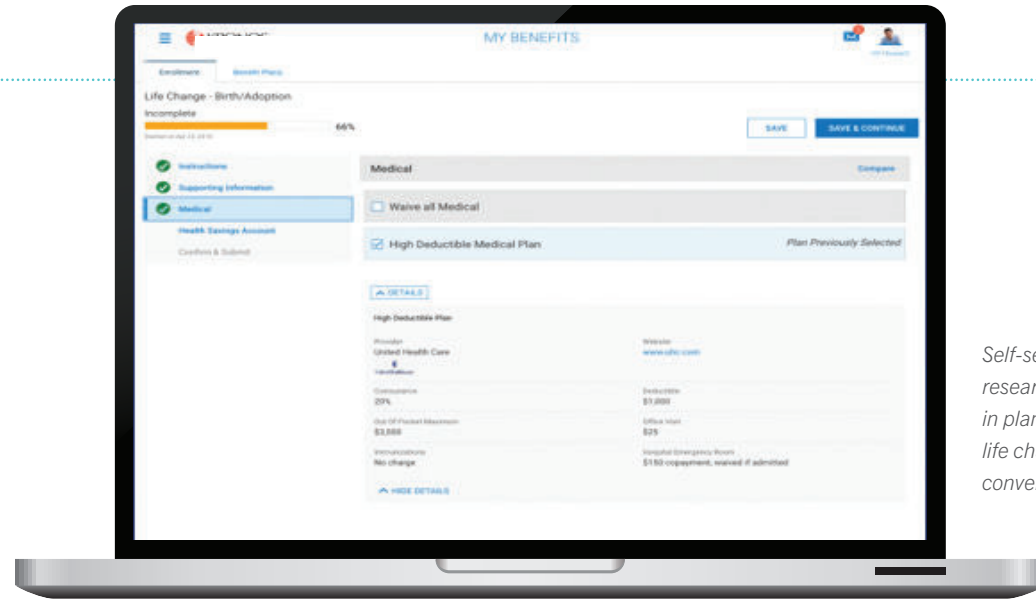 MY BENEFITS
Enrollment Benefit Plans
Life Change - Birth/Adoption
Incomplete
66%
SAVE SAVE & CONTINUE
Instructions
Supporting Information
Medical
Health Savings Account
Confirm & Submit
Medical Compare
Waive all Medical
High Deductible Medical Plan Plan Previously Selected
DETAILS
High Deductible Plan
Provider Website
United Health Care www.uhc.com
Coinsurance Deductible
20% $1,000
Out Of Pocket Maximum Office Visit
$3,000 $25
Immunizations Hospital Emergency Room
No charge $150 copayment, waived if admitted
HIDE DETAILS
Self-se
resear
in plan
life ch
conve